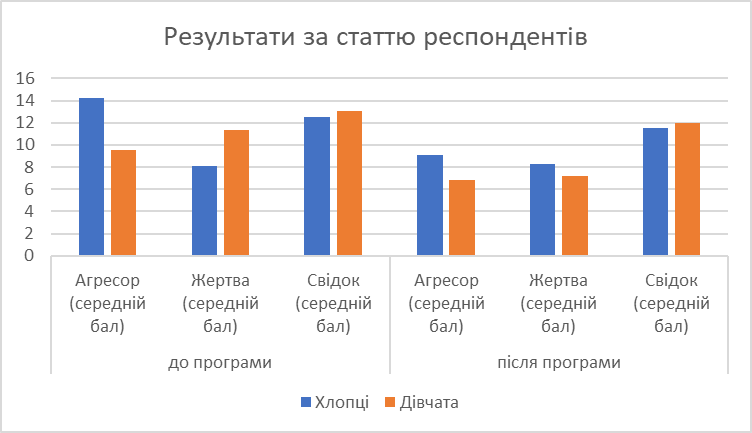 Результати за статтю респондентів
16
14
12
10
8
6
4
2
0
Агресор (середній бал)
Жертва (середній бал)
Свідок (середній бал)
Агресор (середній бал)
Жертва (середній бал)
Свідок (середній бал)
до програми
після програми
Хлопці
Дівчата